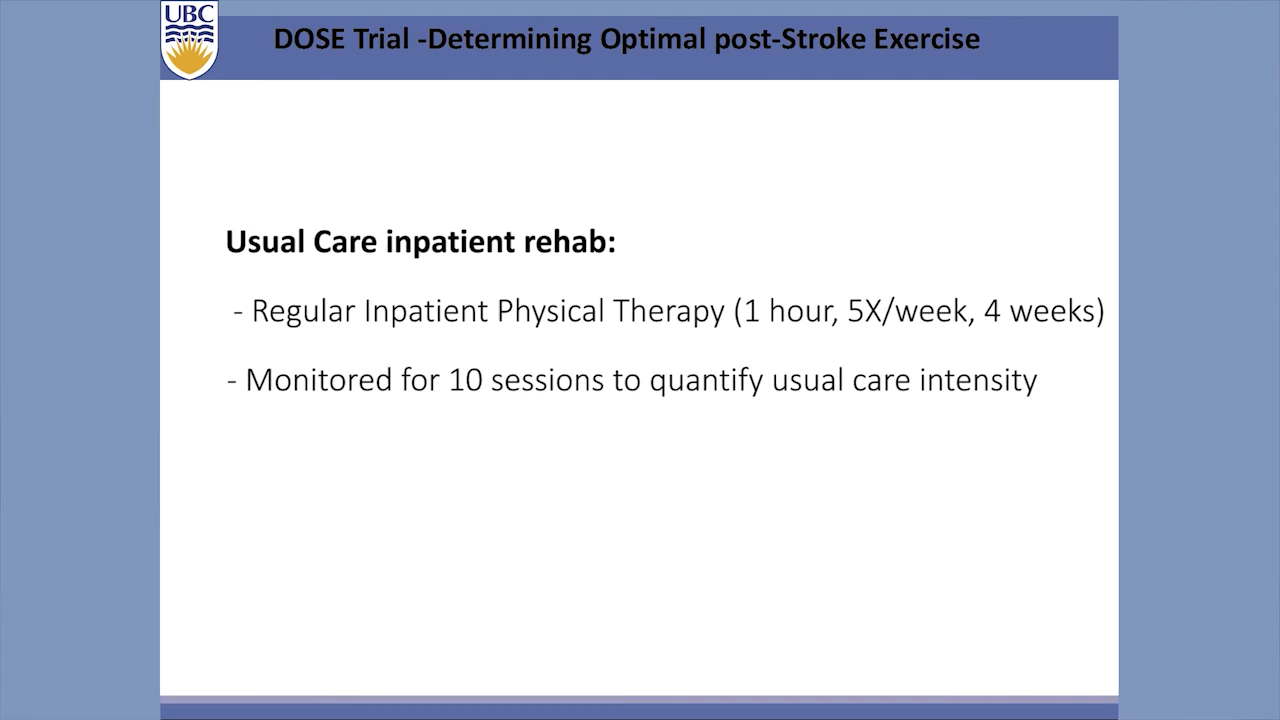 UBC
DOSE Trial -Determining Optimal post-Stroke Exercise
Usual Care inpatient rehab:
- Regular Inpatient Physical Therapy (1 hour, 5X/week, 4 weeks)
- Monitored for 10 sessions to quantify usual care intensity